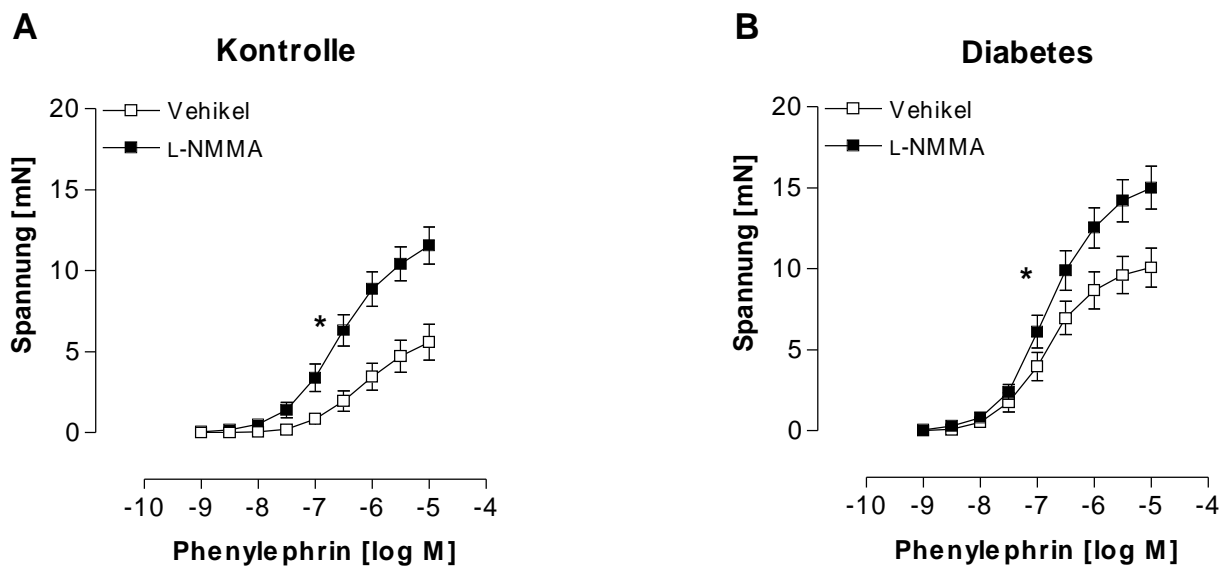 A
Kontrolle
20
15
10
5
0
Spannung [mN]
Vehikel
L-NMMA
*
-10 -9 -8 -7 -6 -5 -4
Phenylephrin [log M]
B
Diabetes
20
15
10
5
0
Spannung [mN]
Vehikel
L-NMMA
*
-10 -9 -8 -7 -6 -5 -4
Phenylephrin [log M]